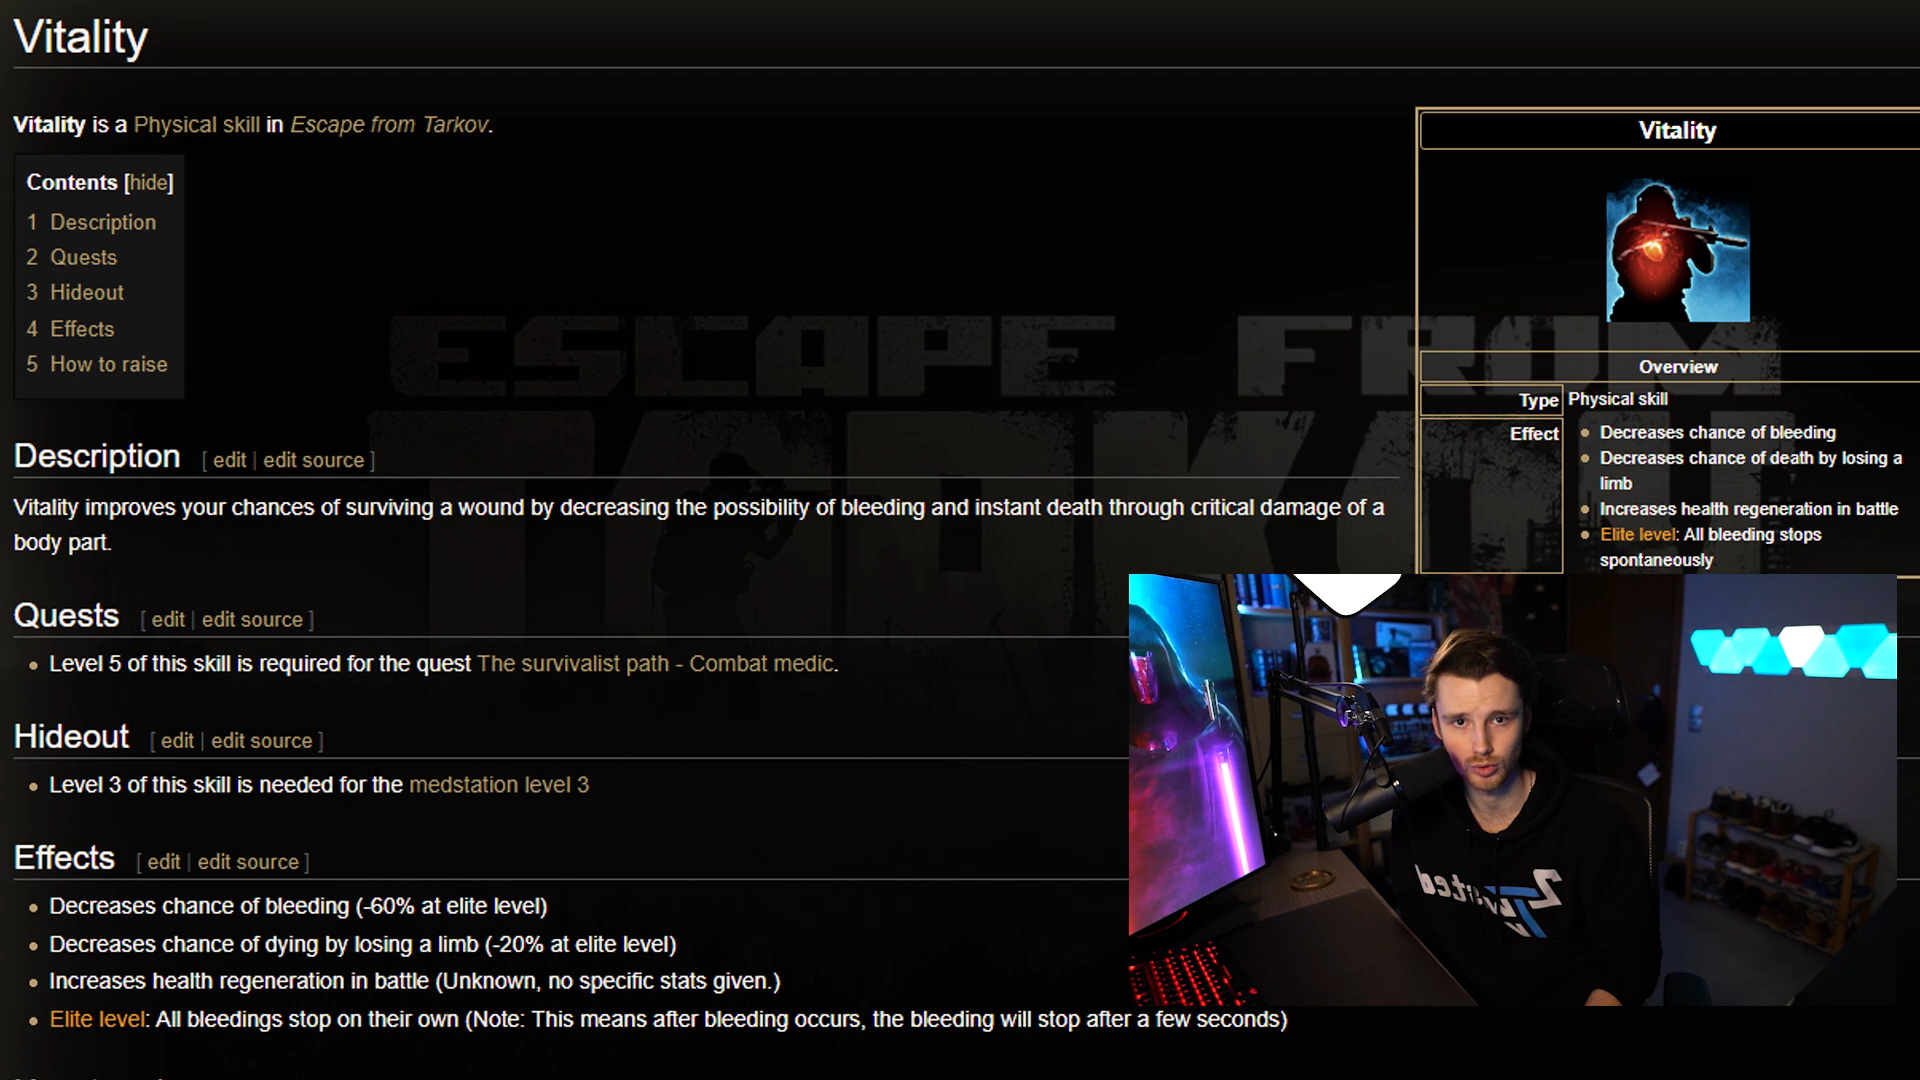 Vitality
Vitality is a Physical skill in Escape from Tarkov.
Contents [hide]
1 Description
2 Quests
3 Hideout
4 Effects
5 How to raise
ESCAPE FROM
TARKOV
Description [ edit | edit source ]
Vitality improves your chances of surviving a wound by decreasing the possibility of bleeding and instant death through critical damage of a
body part.
Quests [ edit | edit source ]
• Level 5 of this skill is required for the quest The survivalist path - Combat medic.
Hideout [ edit | edit source ]
• Level 3 of this skill is needed for the medstation level 3
Effects [ edit | edit source ]
• Decreases chance of bleeding (-60% at elite level)
• Decreases chance of dying by losing a limb (-20% at elite level)
• Increases health regeneration in battle (Unknown, no specific stats given.)
• Elite level: All bleedings stop on their own (Note: This means after bleeding occurs, the bleeding will stop after a few seconds)
Vitality
Overview
Type Physical skill
Effect
• Decreases chance of bleeding
• Decreases chance of death by losing a
limb
• Increases health regeneration in battle
• Elite level: All bleeding stops
spontaneously